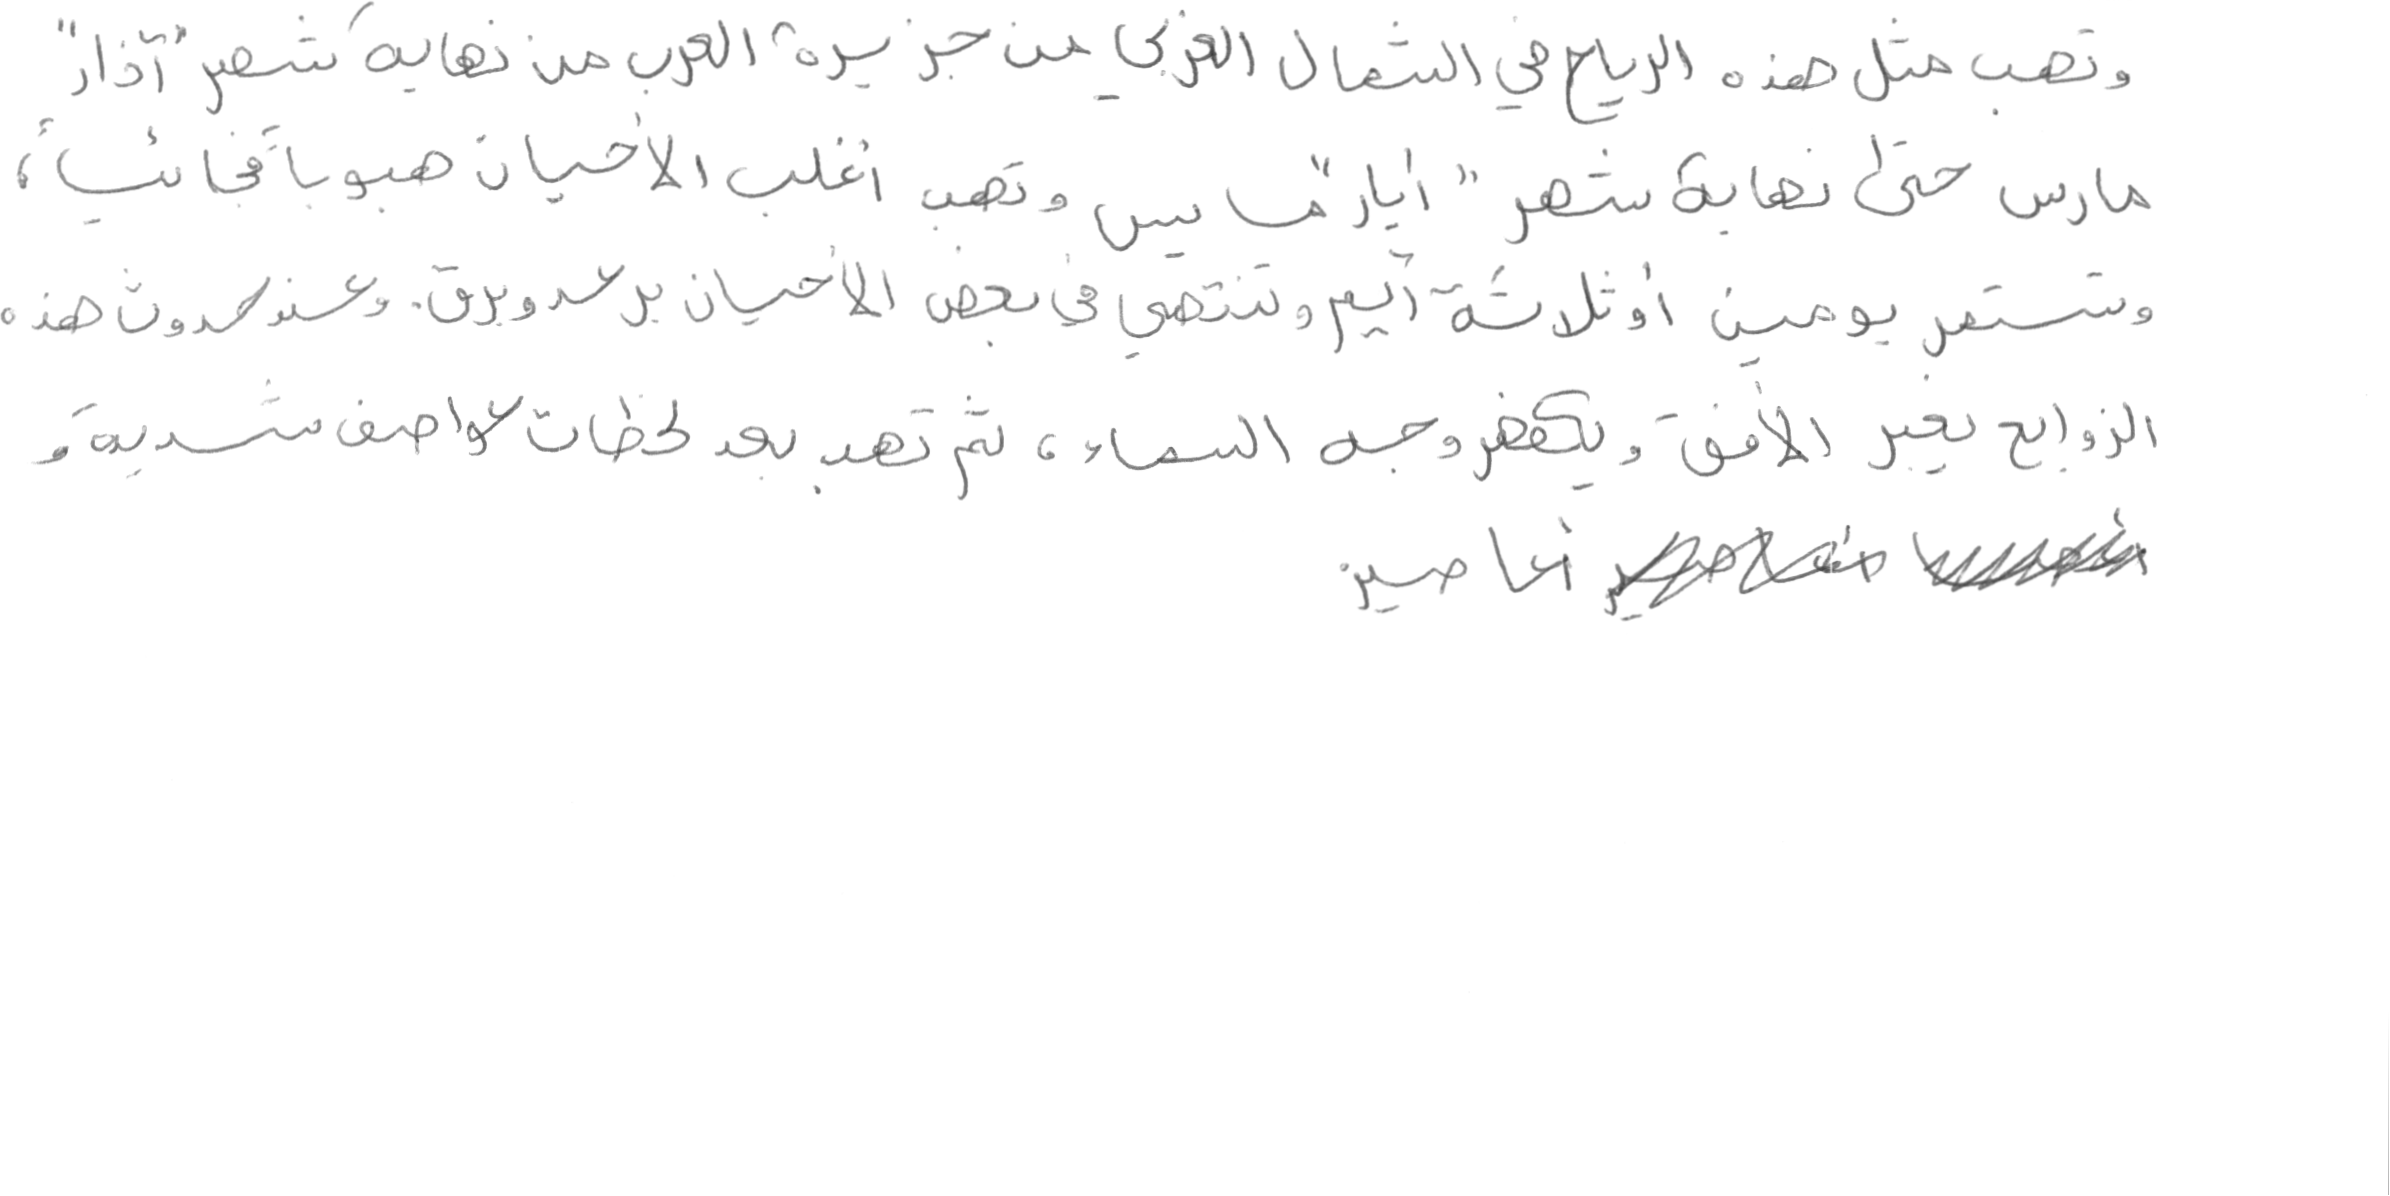 وتهب مثل هذه الرياح في الشمال الغربي من جزيرة العرب من نهاية شهر "آذار"
مارس حتى نهاية شهر "أيار" مايس وتهب أغلب الأحيان هبوباً فجائياً،
وتستمر يومين أو ثلاثة أيام وتنتهي في بعض الأحيان برعد وبرق. وعند حدوث هذه
الزوابع يغبر الأفق ويكفهر وجه السماء، ثم تهب بعد لحظات عواصف شديدة و
أعاصير